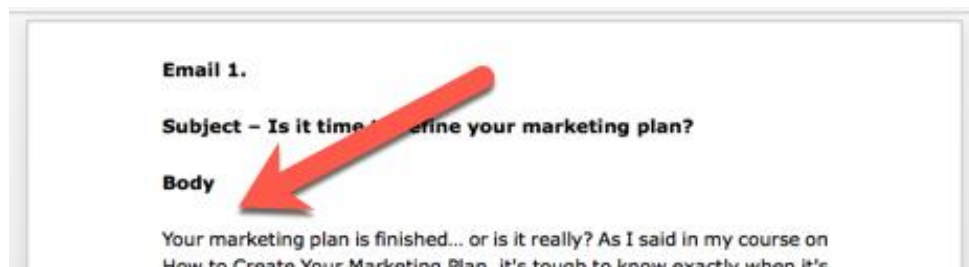 Email 1.
Subject – Is it time your marketing plan?
Body
Your marketing plan is finished... or is it really? As I said in my course on
How to Create Your Marketing Plan, it's tough to know exactly when it's